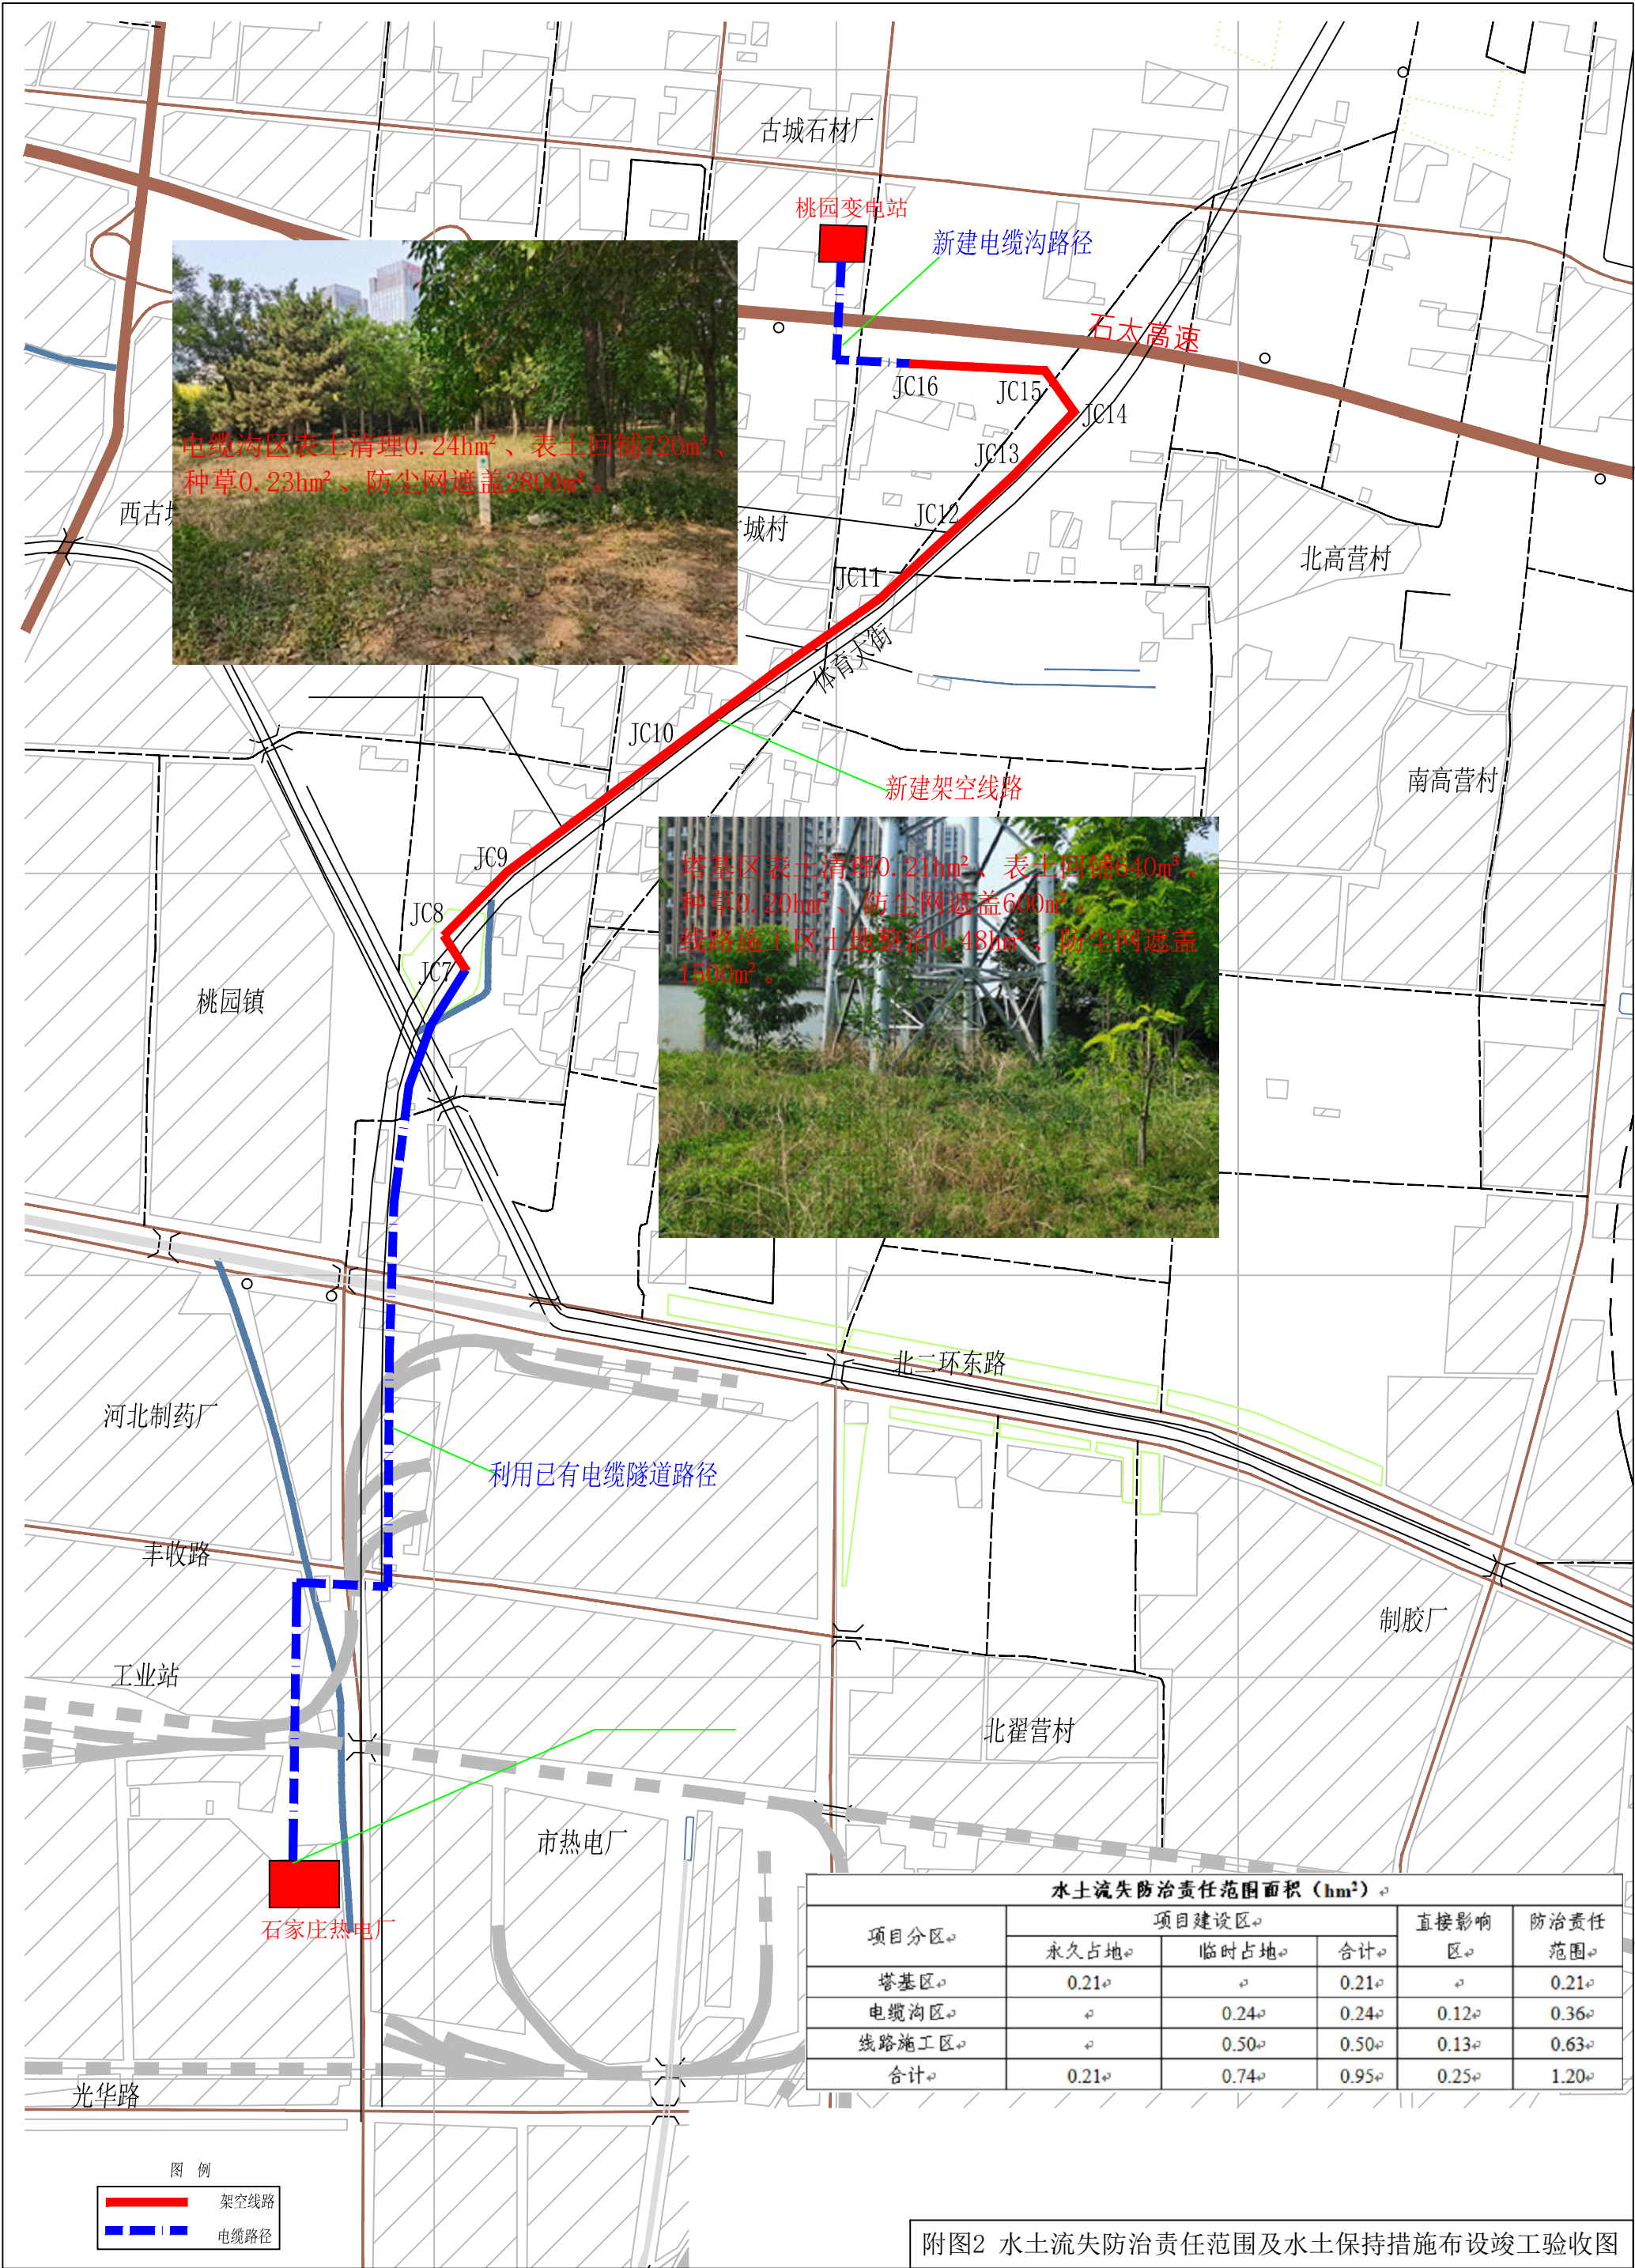 古城石材厂
桃园变电站
新建电缆沟路径
石太高速
JC16
JC15
JC14
JC13
JC12
JC11
电缆沟区表土清理0.24hm²、表土回铺720m³、
种草0.23hm²、防尘网遮盖2800m²。
西古
城村
北高营村
体育大街
JC10
新建架空线路
南高营村
JC9
JC8
JC7
塔基区表土清理0.21hm²、表土回铺640m³、
种草0.20hm²、防尘网遮盖600m²。
线路施工区土地整治0.48hm²、防尘网遮盖
1500m²。
桃园镇
北二环东路
河北制药厂
利用已有电缆隧道路径
丰收路
制胶厂
工业站
北翟营村
市热电厂
石家庄热电厂
水土流失防治责任范围面积（hm²）
项目分区 项目建设区 直接影响区 防治责任范围
永久占地 临时占地 合计
塔基区 0.21 0.21 0.21
电缆沟区 0.24 0.24 0.12 0.36
线路施工区 0.50 0.50 0.13 0.63
合计 0.21 0.74 0.95 0.25 1.20
光华路
图 例
架空线路
电缆路径
附图2 水土流失防治责任范围及水土保持措施布设竣工验收图